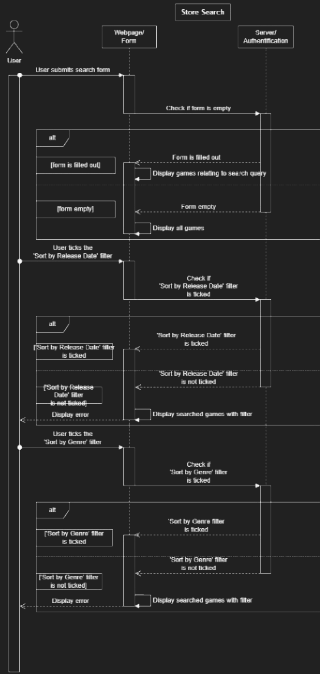 Store Search
User
Webpage/
Form
Server/
Authentification
User submits search form
Check if form is empty
alt
[form is filled out]
Form is filled out
Display games relating to search query
[form empty]
Form empty
Display all games
User ticks the
'Sort by Release Date' filter
Check if
'Sort by Release Date' filter
is ticked
alt
['Sort by Release Date' filter
is ticked
'Sort by Release Date' filter
is ticked
'Sort by Release Date' filter
is not ticked
['Sort by Release
Date' filter
is not ticked]
Display error
Display searched games with filter
User ticks the
'Sort by Genre' filter
Check if
'Sort by Genre' filter
is ticked
alt
['Sort by Genre' filter
is ticked
'Sort by Genre filter
is ticked
'Sort by Genre' filter
is not ticked
['Sort by Genre' filter
is not ticked]
Display error
Display searched games with filter